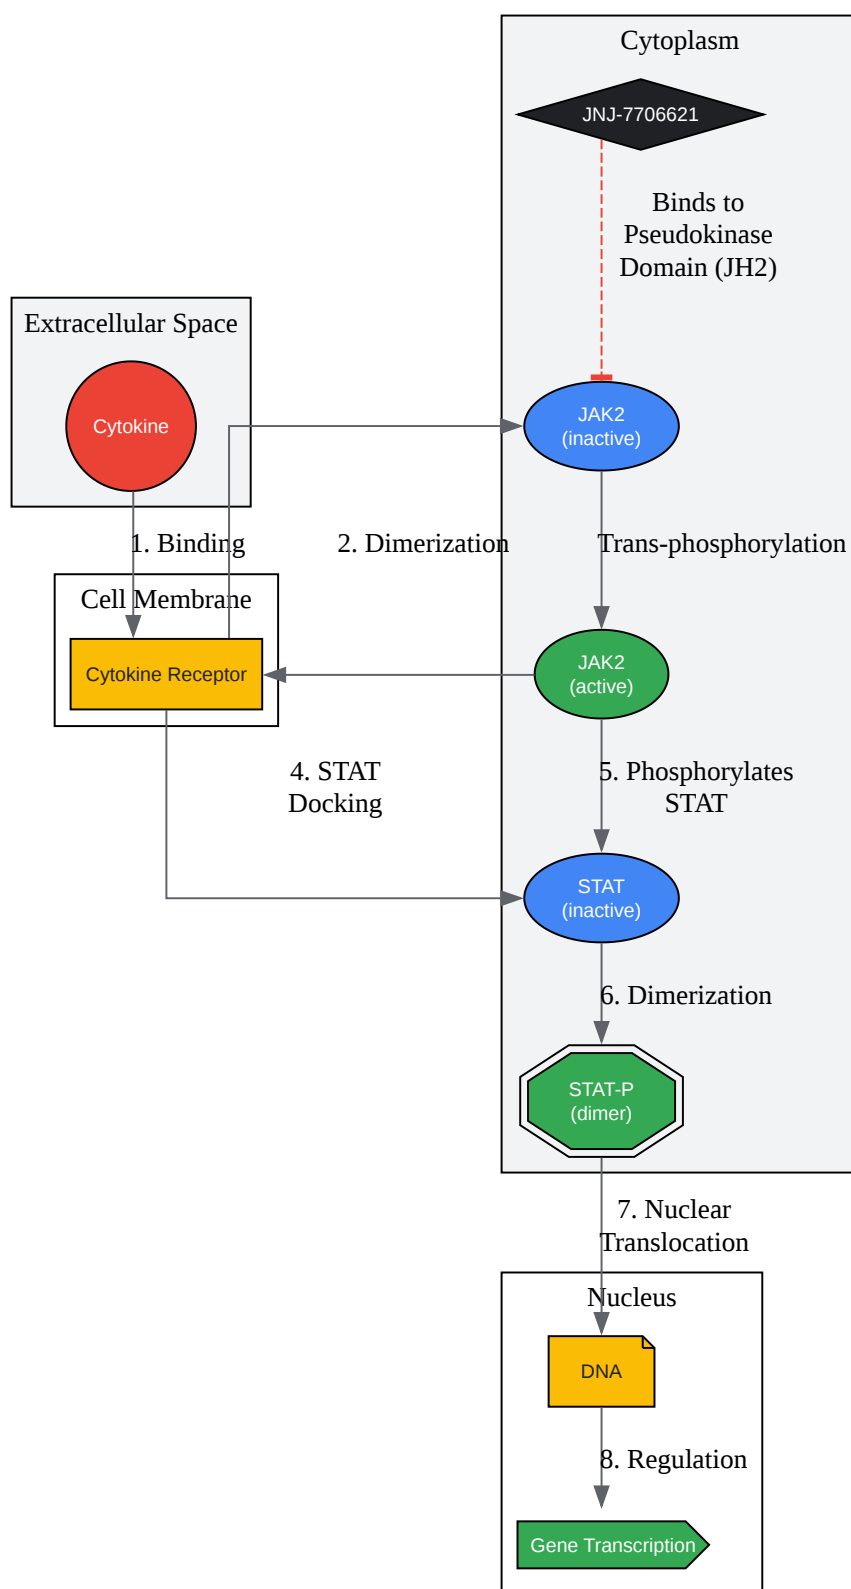 Cytoplasm
JNJ-7706621
Binds to
Pseudokinase
Domain (JH2)
Extracellular Space
Cytokine
JAK2
(inactive)
1. Binding
2. Dimerization
Trans-phosphorylation
Cell Membrane
Cytokine Receptor
JAK2
(active)
4. STAT
Docking
5. Phosphorylates
STAT
STAT
(inactive)
6. Dimerization
STAT-P
(dimer)
7. Nuclear
Translocation
Nucleus
DNA
8. Regulation
Gene Transcription